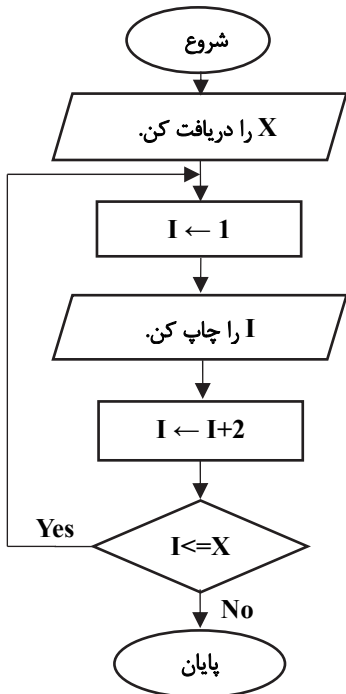 شروع
X را دریافت کن.
I ← 1
I را چاپ کن.
I ← I+2
Yes
I<=X
No
پایان